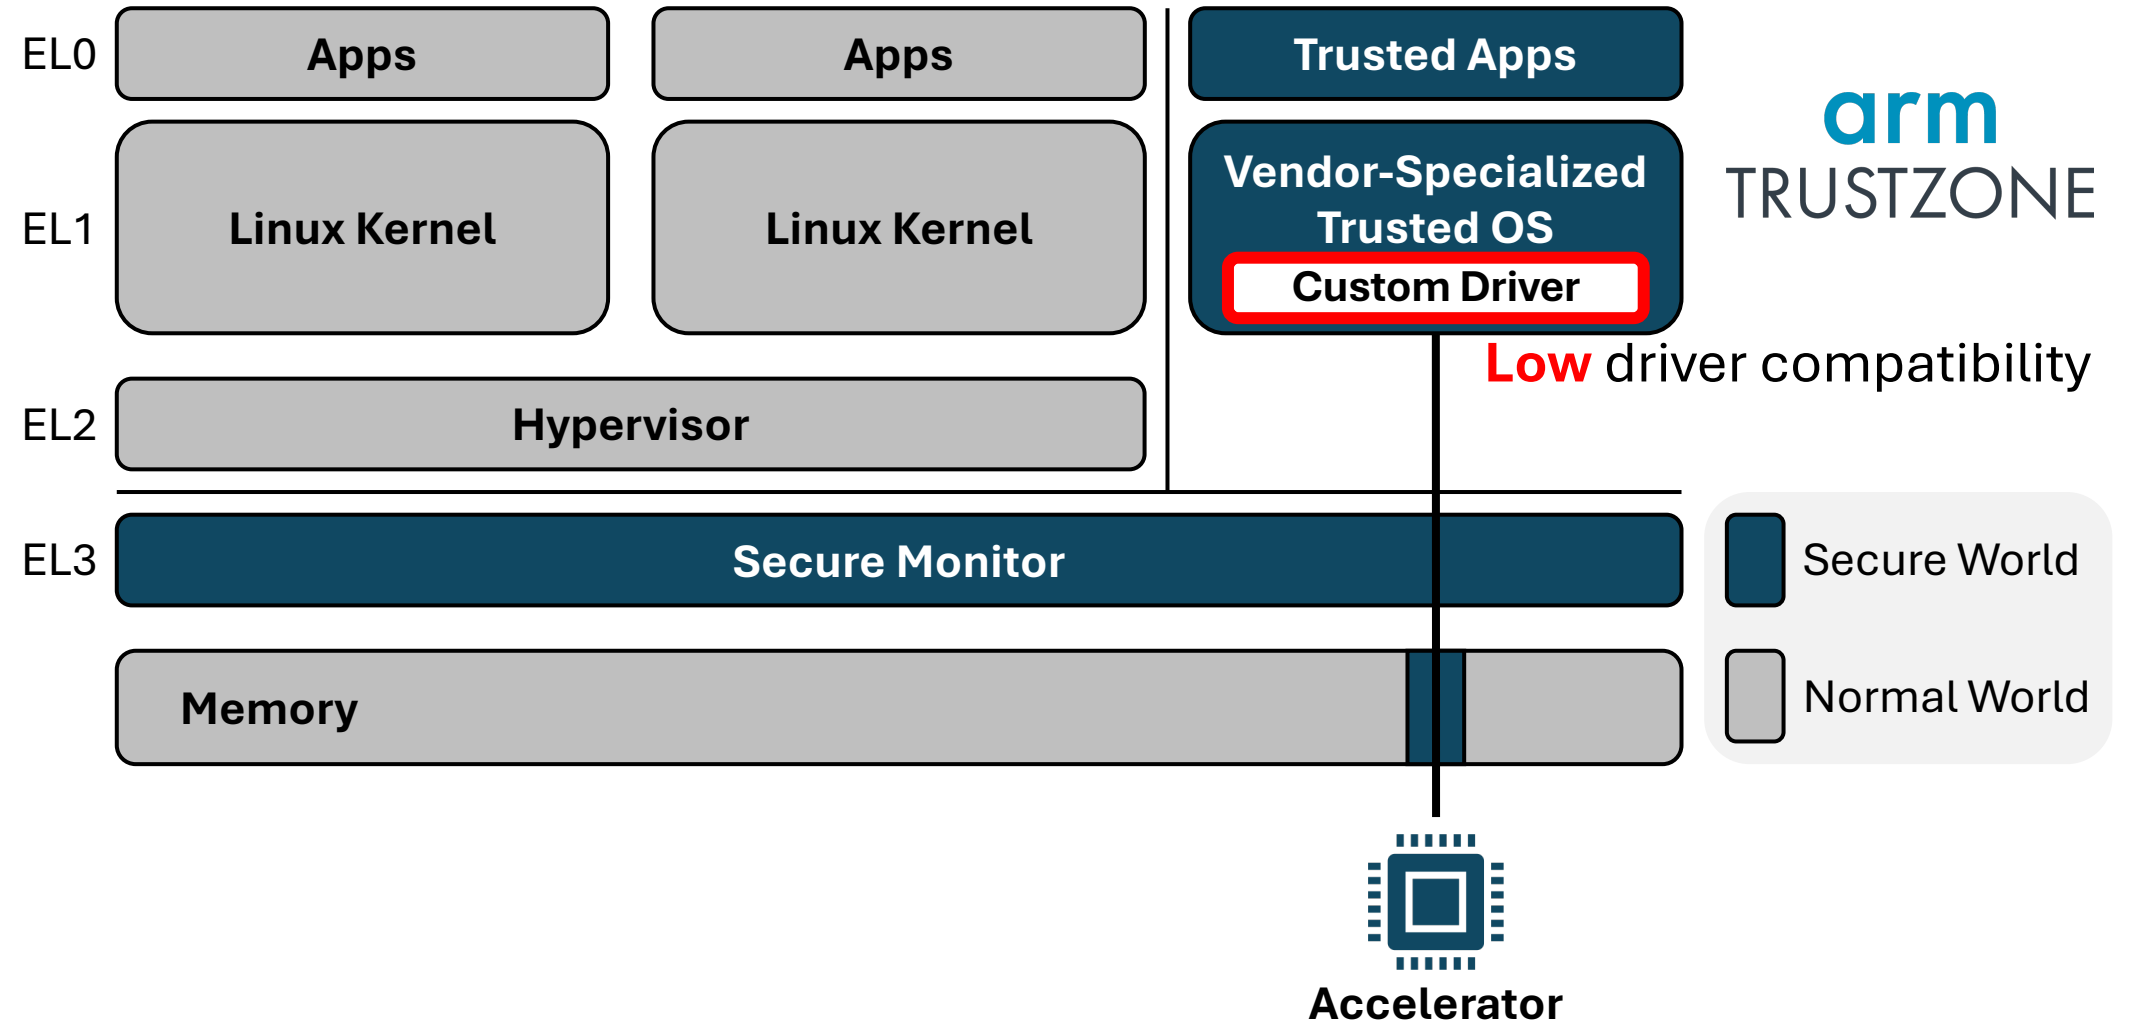 EL0
Apps
Apps
Trusted Apps
arm
TRUSTZONE
EL1
Linux Kernel
Linux Kernel
Vendor-Specialized
Trusted OS
Custom Driver
Low driver compatibility
EL2
Hypervisor
EL3
Secure Monitor
Secure World
Memory
Normal World
Accelerator